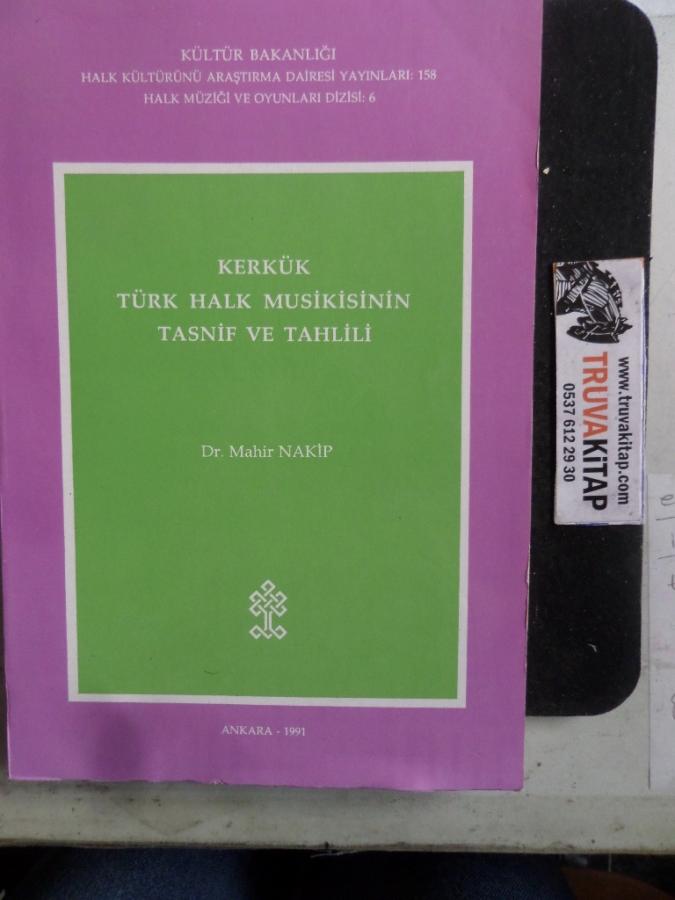 KÜLTÜR BAKANLIĞI
HALK KÜLTÜRÜNÜ ARAŞTIRMA DAİRESİ YAYINLARI: 158
HALK MÜZİĞİ VE OYUNLARI DİZİSİ: 6
KERKÜK
TÜRK HALK MUSİKİSİNİN
TASNİF VE TAHLİLİ
Dr. Mahir NAKİP
ANKARA - 1991
www.truvakitap.com
TRUVAKİTAP
0537 612 29 30